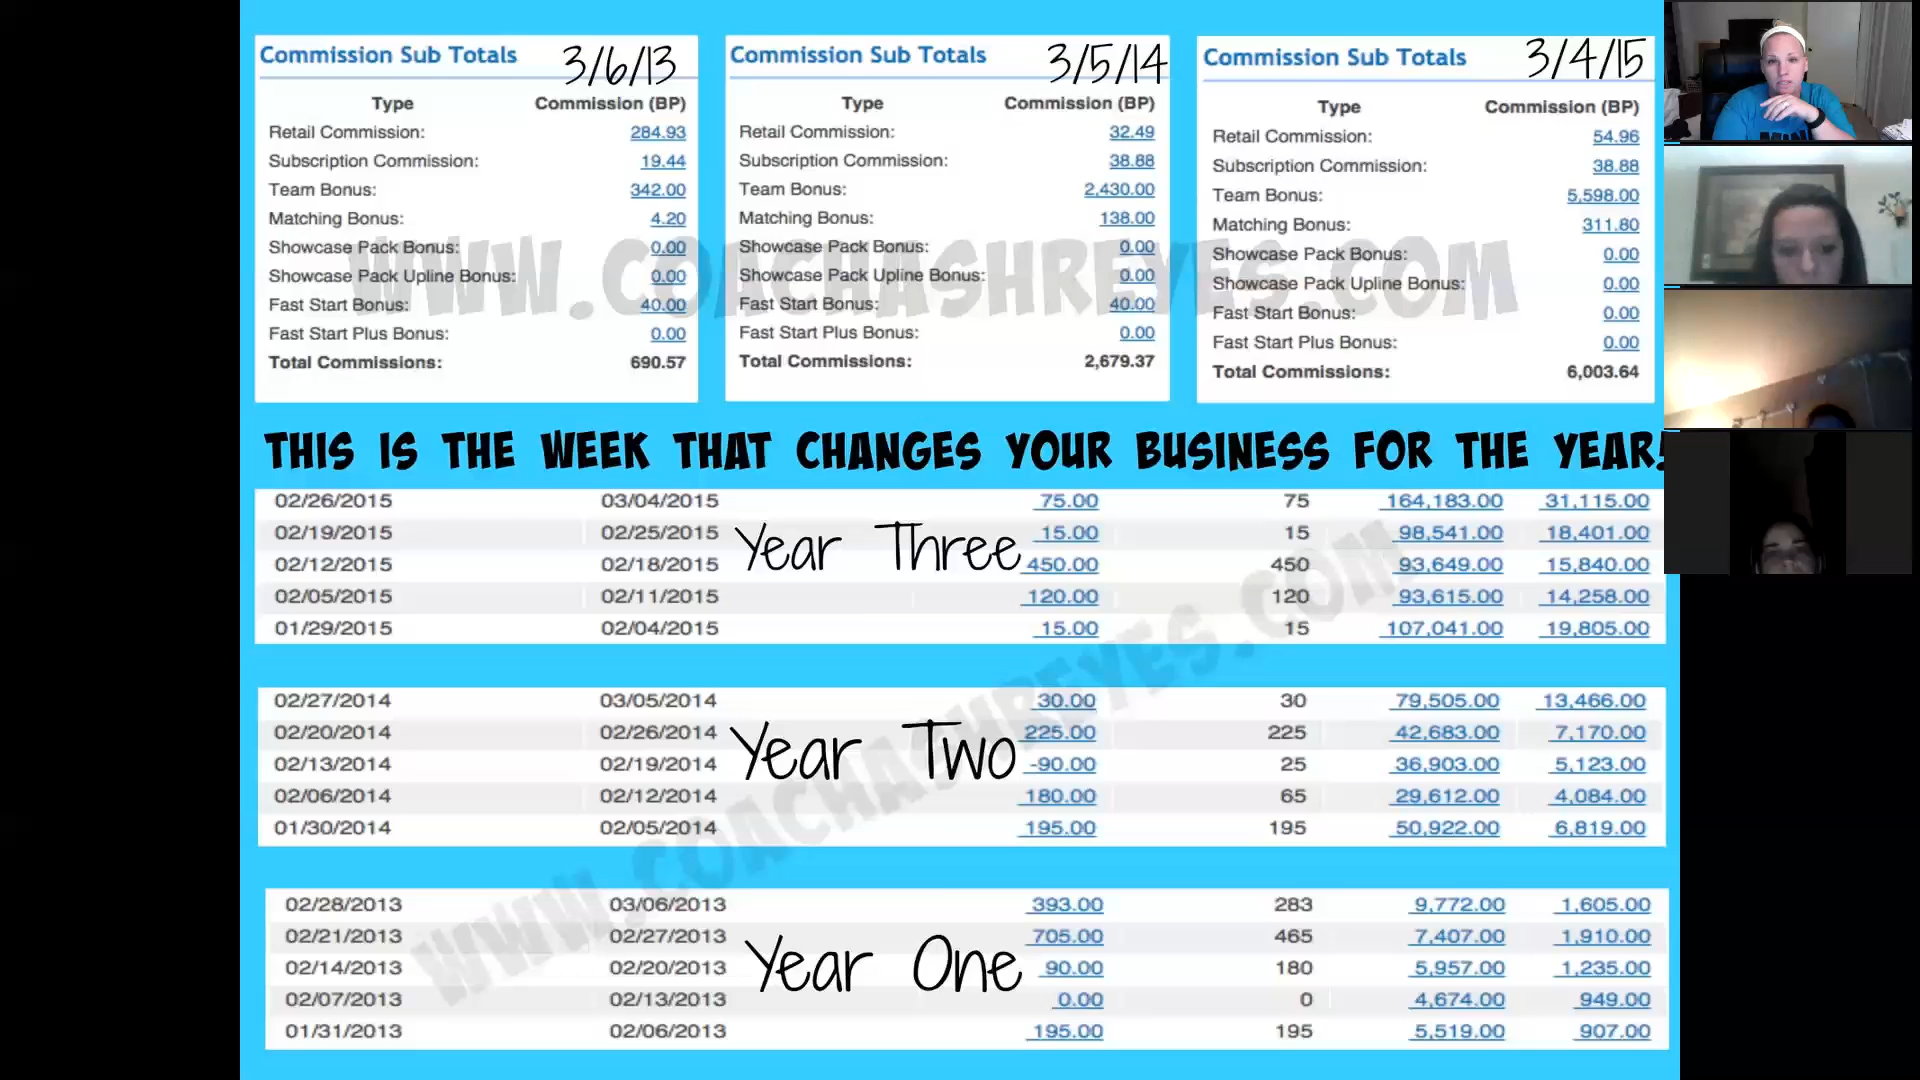 Commission Sub Totals 3/6/13
Type Commission (BP)
Retail Commission: 284.93
Subscription Commission: 19.44
Team Bonus: 342.00
Matching Bonus: 4.20
Showcase Pack Bonus: 0.00
Showcase Pack Upline Bonus: 0.00
Fast Start Bonus: 40.00
Fast Start Plus Bonus: 0.00
Total Commissions: 690.57
Commission Sub Totals 3/5/14
Type Commission (BP)
Retail Commission: 32.49
Subscription Commission: 38.88
Team Bonus: 2,430.00
Matching Bonus: 138.00
Showcase Pack Bonus: 0.00
Showcase Pack Upline Bonus: 0.00
Fast Start Bonus: 40.00
Fast Start Plus Bonus: 0.00
Total Commissions: 2,679.37
Commission Sub Totals 3/4/15
Type Commission (BP)
Retail Commission: 54.96
Subscription Commission: 38.88
Team Bonus: 5,598.00
Matching Bonus: 311.80
Showcase Pack Bonus: 0.00
Showcase Pack Upline Bonus: 0.00
Fast Start Bonus: 0.00
Fast Start Plus Bonus: 0.00
Total Commissions: 6,003.64
WWW.COACHASHREYES.COM
THIS IS THE WEEK THAT CHANGES YOUR BUSINESS FOR THE YEAR!
02/26/2015 03/04/2015 75.00 75 164,183.00 31,115.00
02/19/2015 02/25/2015 15.00 15 98,541.00 18,401.00
Year Three
02/12/2015 02/18/2015 450.00 450 93,649.00 15,840.00
02/05/2015 02/11/2015 120.00 120 93,615.00 14,258.00
01/29/2015 02/04/2015 15.00 15 107,041.00 19,805.00
02/27/2014 03/05/2014 30.00 30 79,505.00 13,466.00
02/20/2014 02/26/2014 225.00 225 42,683.00 7,170.00
Year Two
02/13/2014 02/19/2014 -90.00 25 36,903.00 5,123.00
02/06/2014 02/12/2014 180.00 65 29,612.00 4,084.00
01/30/2014 02/05/2014 195.00 195 50,922.00 6,819.00
02/28/2013 03/06/2013 393.00 283 9,772.00 1,605.00
02/21/2013 02/27/2013 705.00 465 7,407.00 1,910.00
Year One
02/14/2013 02/20/2013 90.00 180 5,957.00 1,235.00
02/07/2013 02/13/2013 0.00 0 4,674.00 949.00
01/31/2013 02/06/2013 195.00 195 5,519.00 907.00
WWW.COACHASHREYES.COM